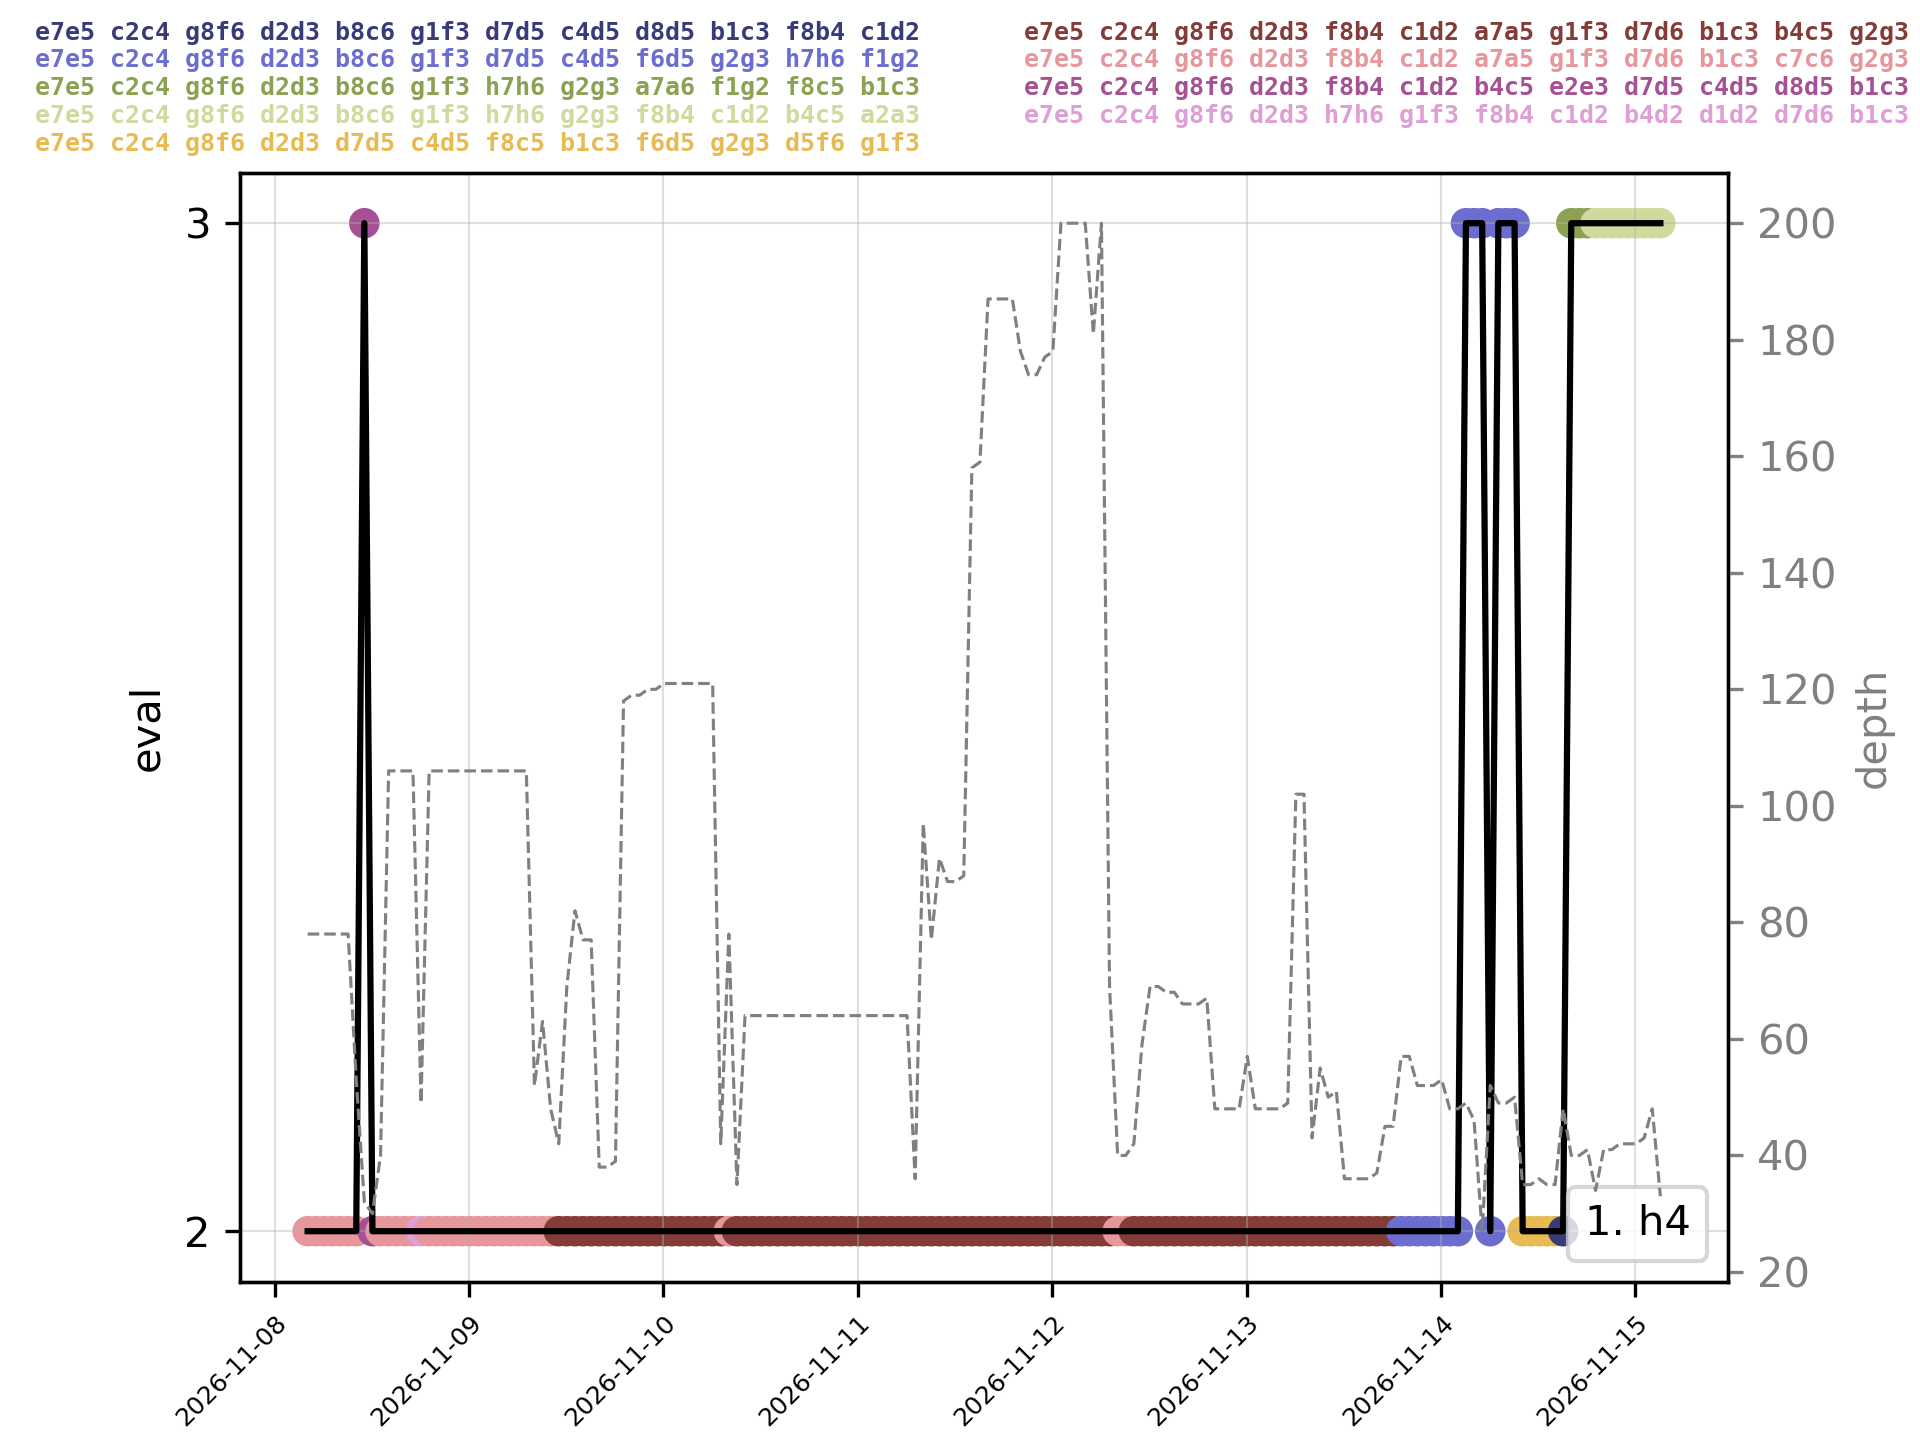 e7e5 c2c4 g8f6 d2d3 b8c6 g1f3 d7d5 c4d5 d8d5 b1c3 f8b4 c1d2
e7e5 c2c4 g8f6 d2d3 b8c6 g1f3 d7d5 c4d5 f6d5 g2g3 h7h6 f1g2
e7e5 c2c4 g8f6 d2d3 b8c6 g1f3 h7h6 g2g3 a7a6 f1g2 f8c5 b1c3
e7e5 c2c4 g8f6 d2d3 b8c6 g1f3 h7h6 g2g3 f8b4 c1d2 b4c5 a2a3
e7e5 c2c4 g8f6 d2d3 d7d5 c4d5 f8c5 b1c3 f6d5 g2g3 d5f6 g1f3
e7e5 c2c4 g8f6 d2d3 f8b4 c1d2 a7a5 g1f3 d7d6 b1c3 b4c5 g2g3
e7e5 c2c4 g8f6 d2d3 f8b4 c1d2 a7a5 g1f3 d7d6 b1c3 c7c6 g2g3
e7e5 c2c4 g8f6 d2d3 f8b4 c1d2 b4c5 e2e3 d7d5 c4d5 d8d5 b1c3
e7e5 c2c4 g8f6 d2d3 h7h6 g1f3 f8b4 c1d2 b4d2 d1d2 d7d6 b1c3
3
2
eval
200
180
160
140
120
100
80
60
40
20
depth
1. h4
2026-11-08
2026-11-09
2026-11-10
2026-11-11
2026-11-12
2026-11-13
2026-11-14
2026-11-15